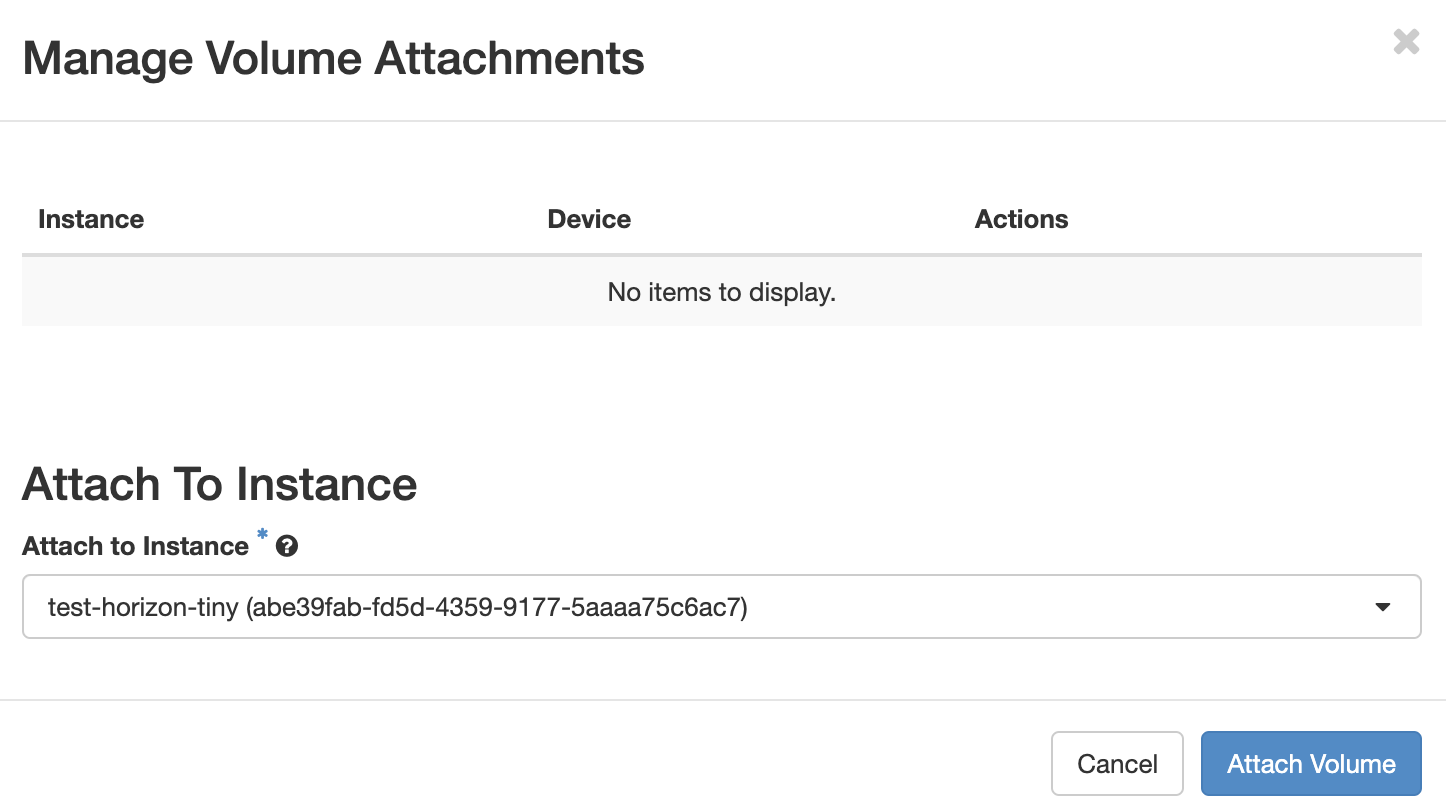 Manage Volume Attachments
Instance Device Actions
No items to display.
Attach To Instance
Attach to Instance *
test-horizon-tiny (abe39fab-fd5d-4359-9177-5aaaa75c6ac7)
Cancel Attach Volume